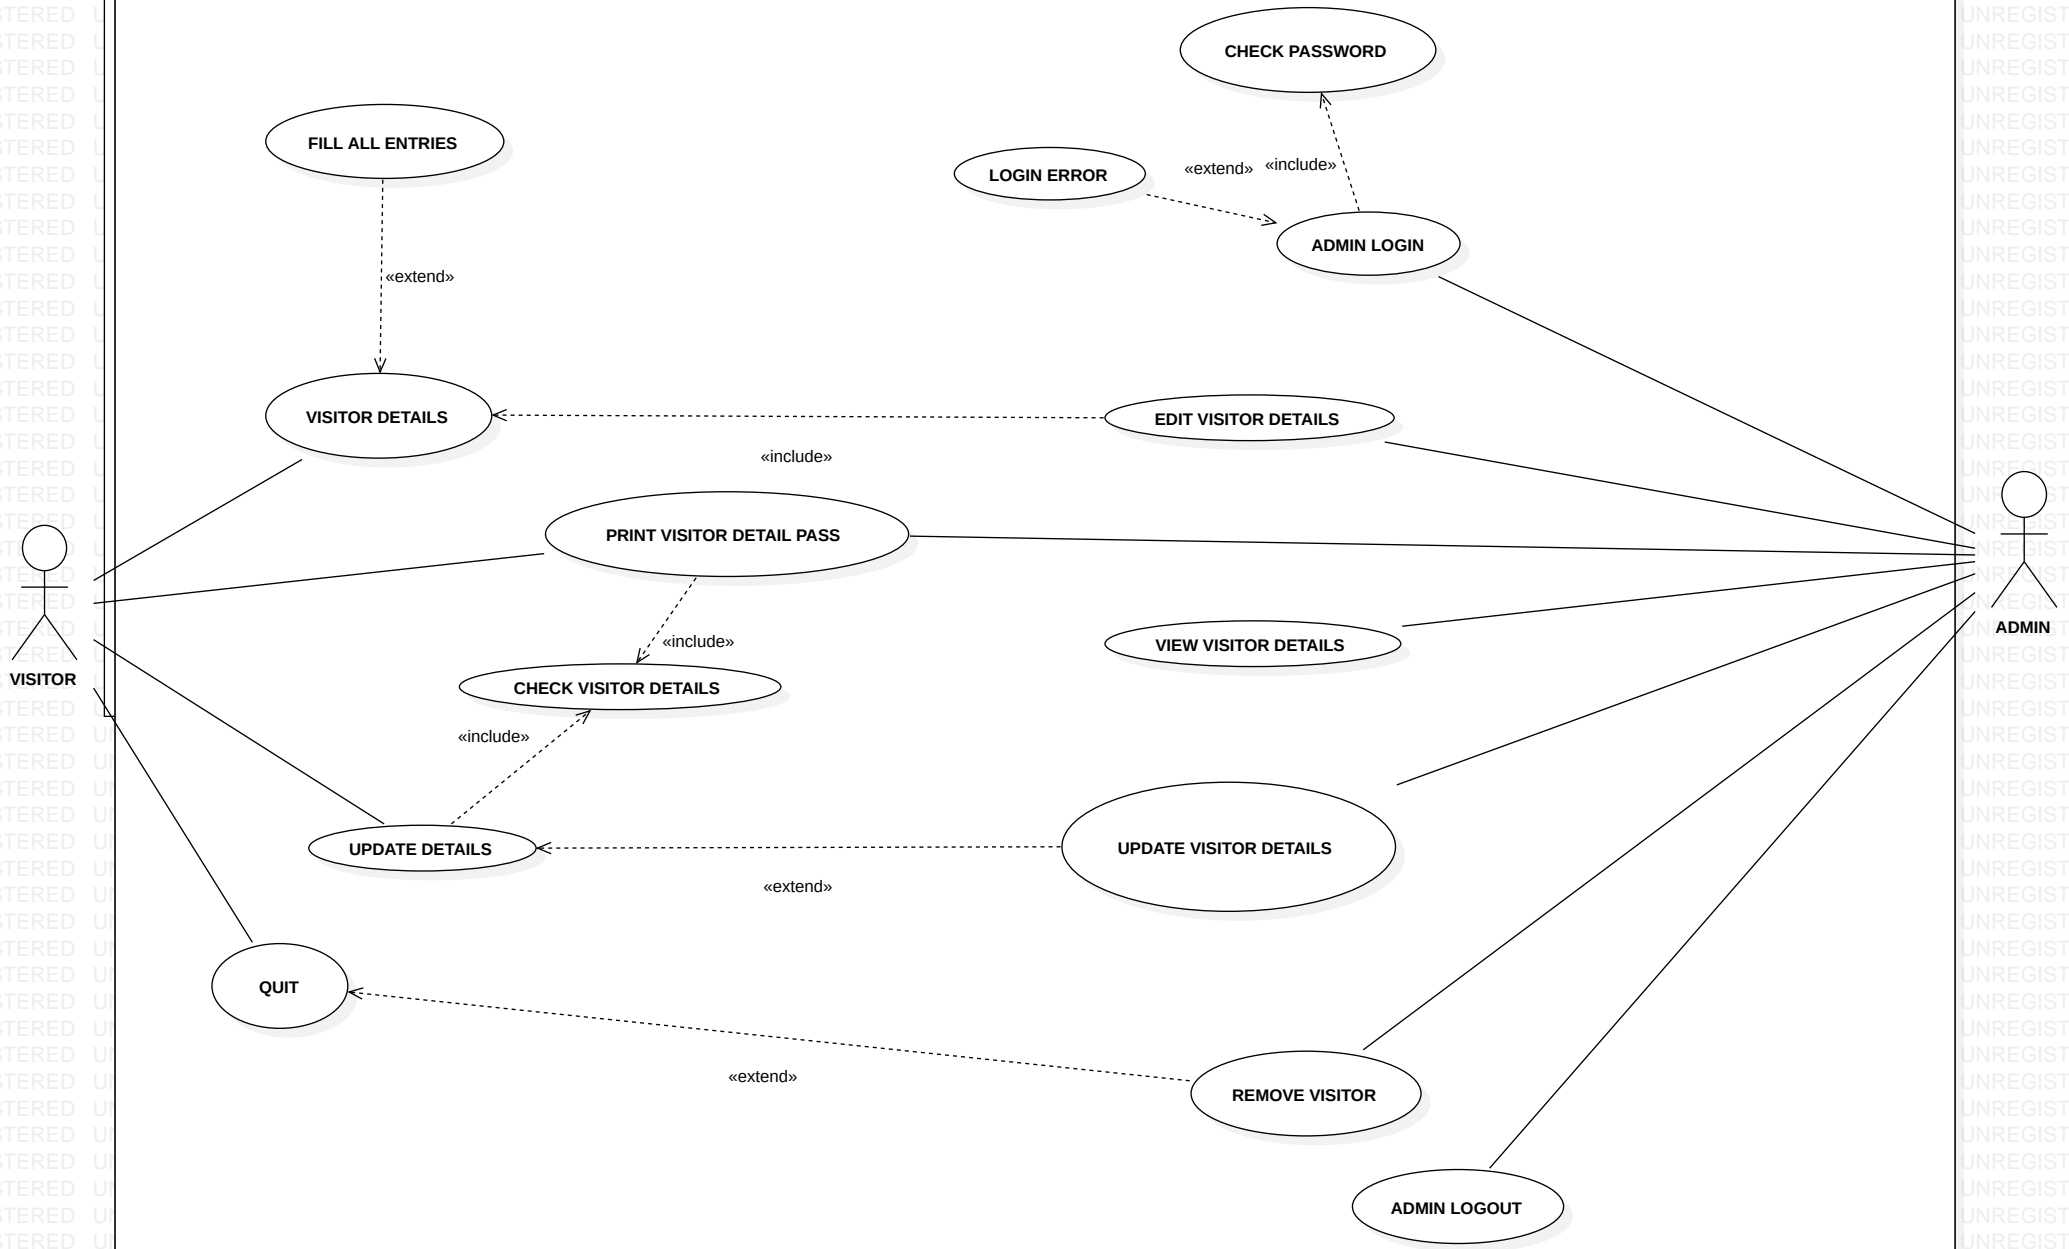 CHECK PASSWORD
FILL ALL ENTRIES
LOGIN ERROR
«extend»
«include»
ADMIN LOGIN
«extend»
VISITOR DETAILS
EDIT VISITOR DETAILS
«include»
PRINT VISITOR DETAIL PASS
VISITOR
ADMIN
«include»
VIEW VISITOR DETAILS
CHECK VISITOR DETAILS
«include»
UPDATE DETAILS
UPDATE VISITOR DETAILS
«extend»
QUIT
«extend»
REMOVE VISITOR
ADMIN LOGOUT